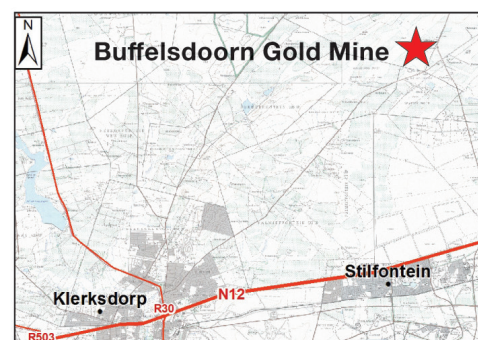 N
Buffelsdoorn Gold Mine
Stilfontein
Klerksdorp
N12
R30
R503